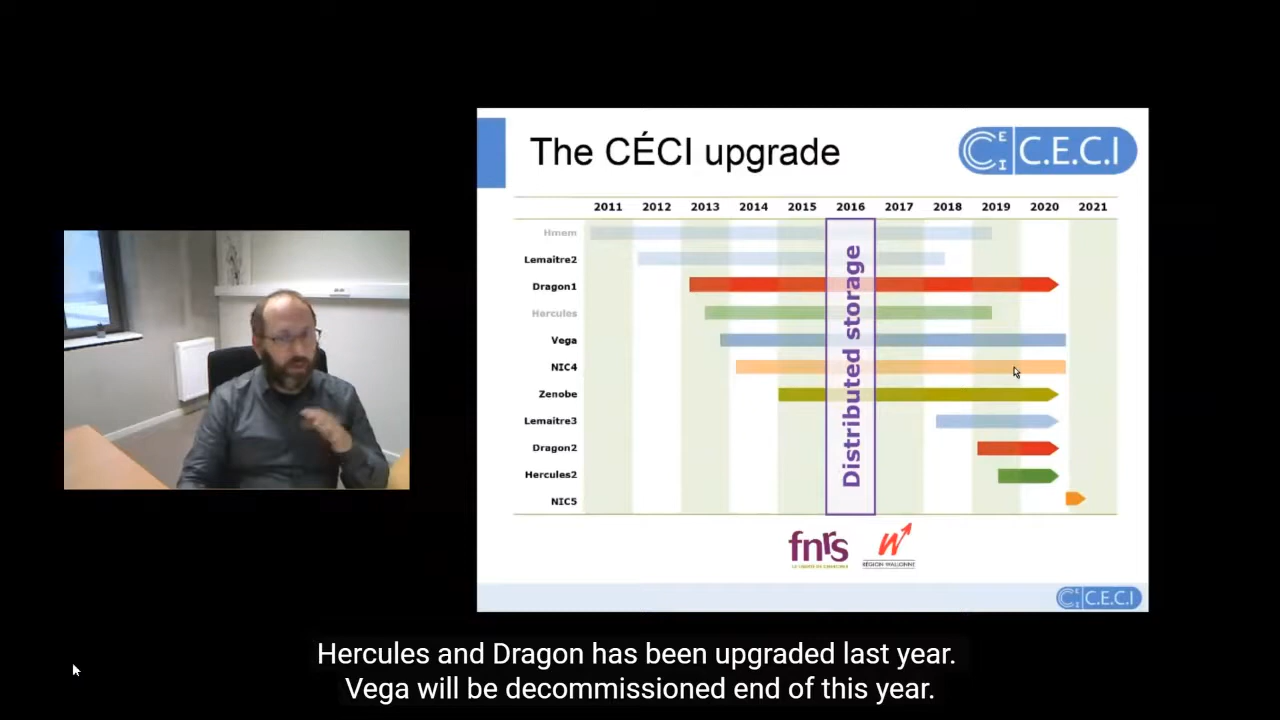 The CÉCI upgrade
C E I C.E.C.I
2011 2012 2013 2014 2015 2016 2017 2018 2019 2020 2021
Hmem
Lemaitre2
Dragon1
Hercules
Vega
NIC4
Zenobe
Lemaitre3
Dragon2
Hercules2
NIC5
Distributed storage
fnrs
RÉGION WALLONNE
C E I C.E.C.I
Hercules and Dragon has been upgraded last year.
Vega will be decommissioned end of this year.